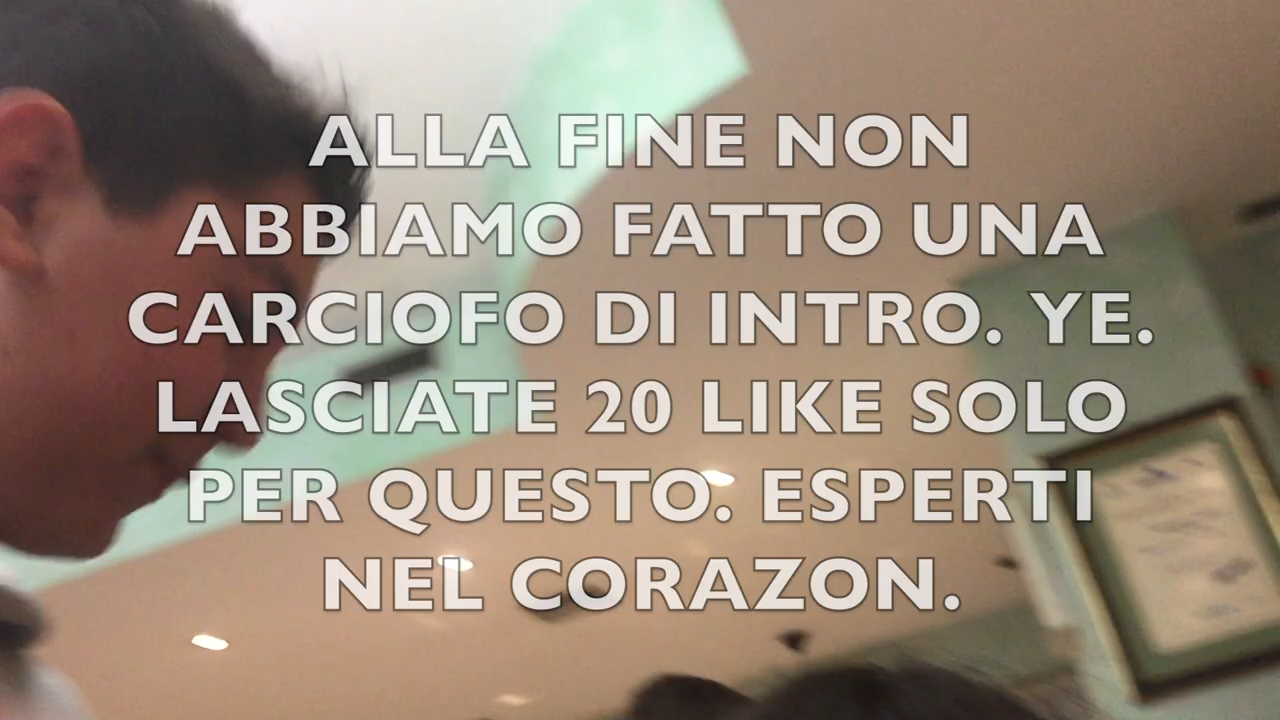 ALLA FINE NON
ABBIAMO FATTO UNA
CARCIOFO DI INTRO. YE.
LASCIATE 20 LIKE SOLO
PER QUESTO. ESPERTI
NEL CORAZON.